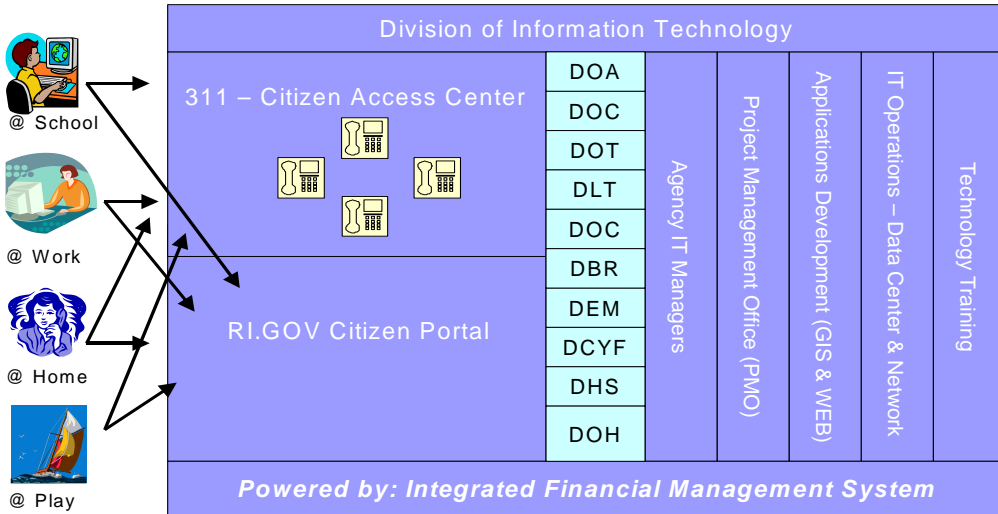 Division of Information Technology
@ School
@ Work
@ Home
@ Play
311 – Citizen Access Center
RI.GOV Citizen Portal
DOA
DOC
DOT
DLT
DOC
DBR
DEM
DCYF
DHS
DOH
Agency IT Managers
Project Management Office (PMO)
Applications Development (GIS & WEB)
IT Operations – Data Center & Network
Technology Training
Powered by: Integrated Financial Management System